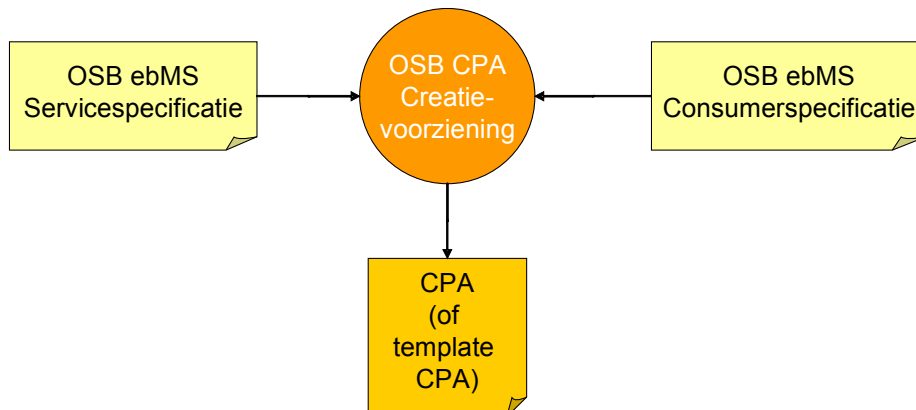 OSB ebMS
Servicespecificatie
OSB CPA
Creatie-
voorziening
OSB ebMS
Consumerspecificatie
CPA
(of
template
CPA)